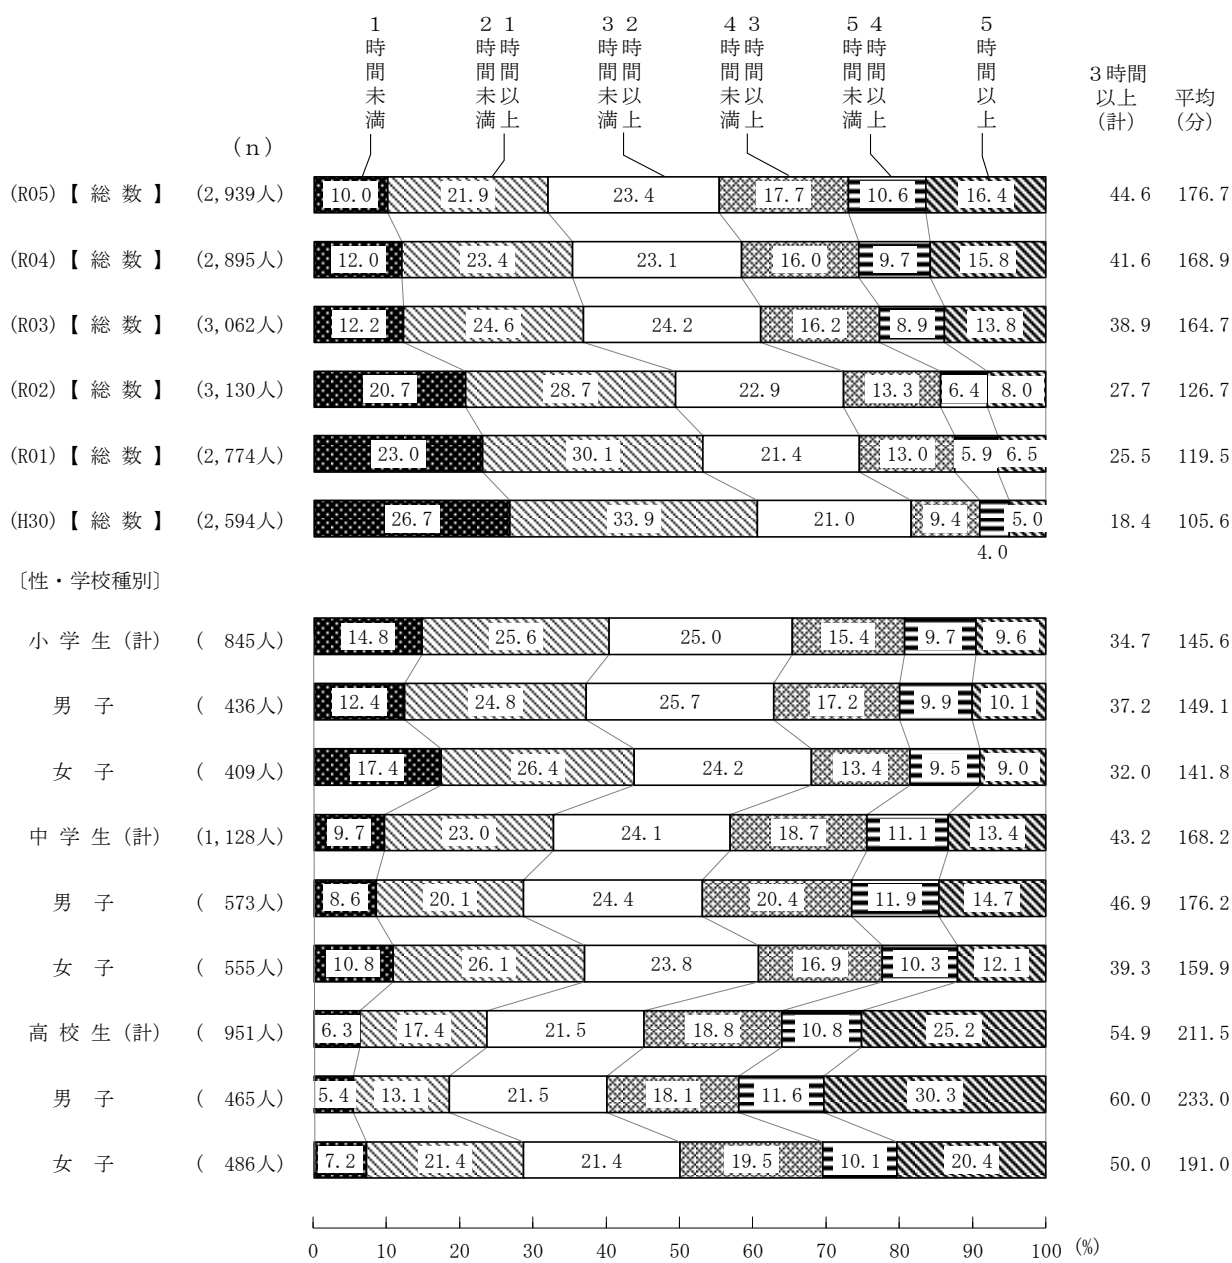 １時間未満
１時間以上
２時間未満
２時間以上
３時間未満
３時間以上
４時間未満
４時間以上
５時間未満
５時間以上
３時間以上（計）
平均（分）
(ｎ)
(R05)【 総 数 】 (2,939人) 10.0 21.9 23.4 17.7 10.6 16.4 44.6 176.7
(R04)【 総 数 】 (2,895人) 12.0 23.4 23.1 16.0 9.7 15.8 41.6 168.9
(R03)【 総 数 】 (3,062人) 12.2 24.6 24.2 16.2 8.9 13.8 38.9 164.7
(R02)【 総 数 】 (3,130人) 20.7 28.7 22.9 13.3 6.4 8.0 27.7 126.7
(R01)【 総 数 】 (2,774人) 23.0 30.1 21.4 13.0 5.9 6.5 25.5 119.5
(H30)【 総 数 】 (2,594人) 26.7 33.9 21.0 9.4 5.0 18.4 105.6
4.0
〔性・学校種別〕
小 学 生 (計) ( 845人) 14.8 25.6 25.0 15.4 9.7 9.6 34.7 145.6
男 子 ( 436人) 12.4 24.8 25.7 17.2 9.9 10.1 37.2 149.1
女 子 ( 409人) 17.4 26.4 24.2 13.4 9.5 9.0 32.0 141.8
中 学 生 (計) (1,128人) 9.7 23.0 24.1 18.7 11.1 13.4 43.2 168.2
男 子 ( 573人) 8.6 20.1 24.4 20.4 11.9 14.7 46.9 176.2
女 子 ( 555人) 10.8 26.1 23.8 16.9 10.3 12.1 39.3 159.9
高 校 生 (計) ( 951人) 6.3 17.4 21.5 18.8 10.8 25.2 54.9 211.5
男 子 ( 465人) 5.4 13.1 21.5 18.1 11.6 30.3 60.0 233.0
女 子 ( 486人) 7.2 21.4 21.4 19.5 10.1 20.4 50.0 191.0
0 10 20 30 40 50 60 70 80 90 100 (%)